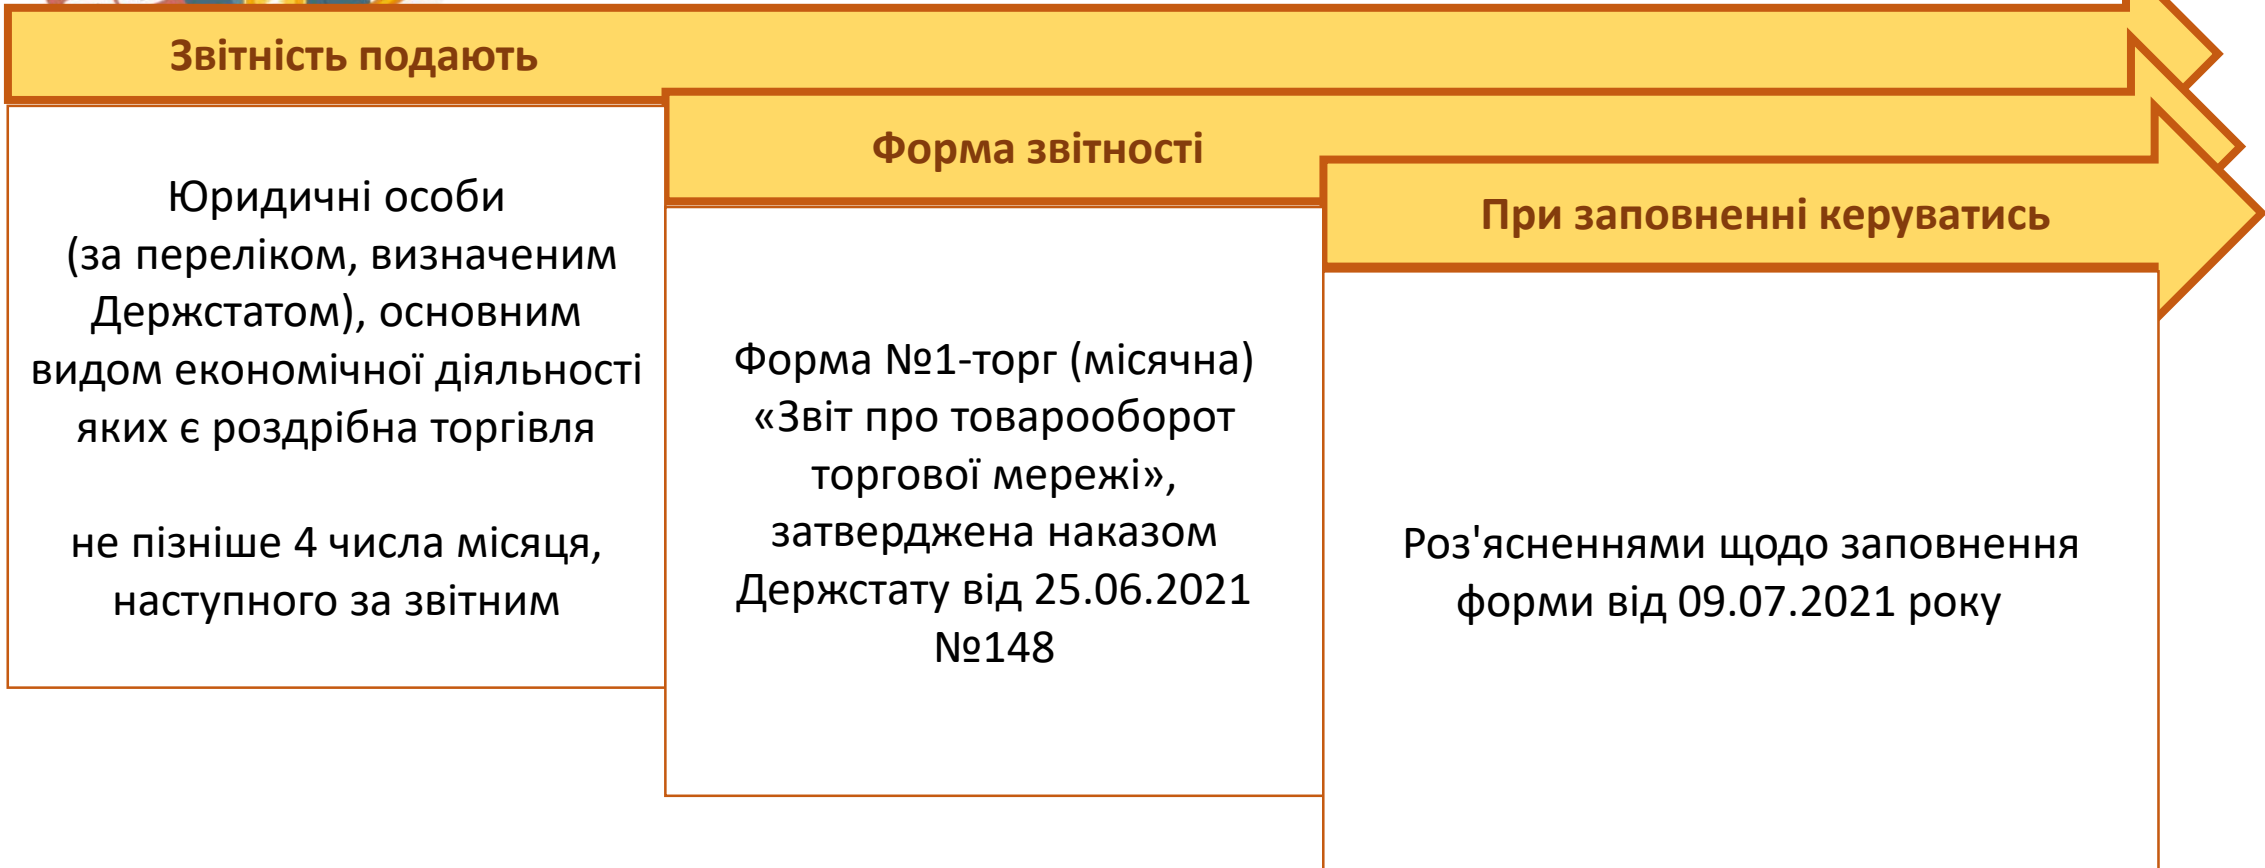 Звітність подають
Юридичні особи
(за переліком, визначеним
Держстатом), основним
видом економічної діяльності
яких є роздрібна торгівля
не пізніше 4 числа місяця,
наступного за звітним
Форма звітності
Форма №1-торг (місячна)
«Звіт про товарооборот
торгової мережі»,
затверджена наказом
Держстату від 25.06.2021
№148
При заповненні керуватись
Роз'ясненнями щодо заповнення
форми від 09.07.2021 року